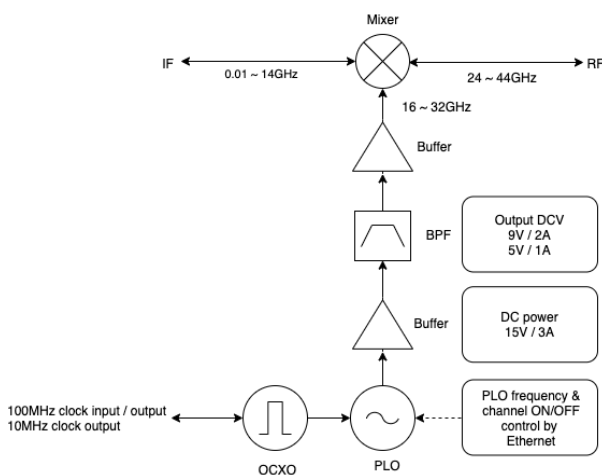 Mixer
IF
0.01 ~ 14GHz
24 ~ 44GHz
RF
16 ~ 32GHz
Buffer
BPF
Output DCV
9V / 2A
5V / 1A
Buffer
DC power
15V / 3A
100MHz clock input / output
10MHz clock output
OCXO
PLO
PLO frequency &
channel ON/OFF
control by
Ethernet